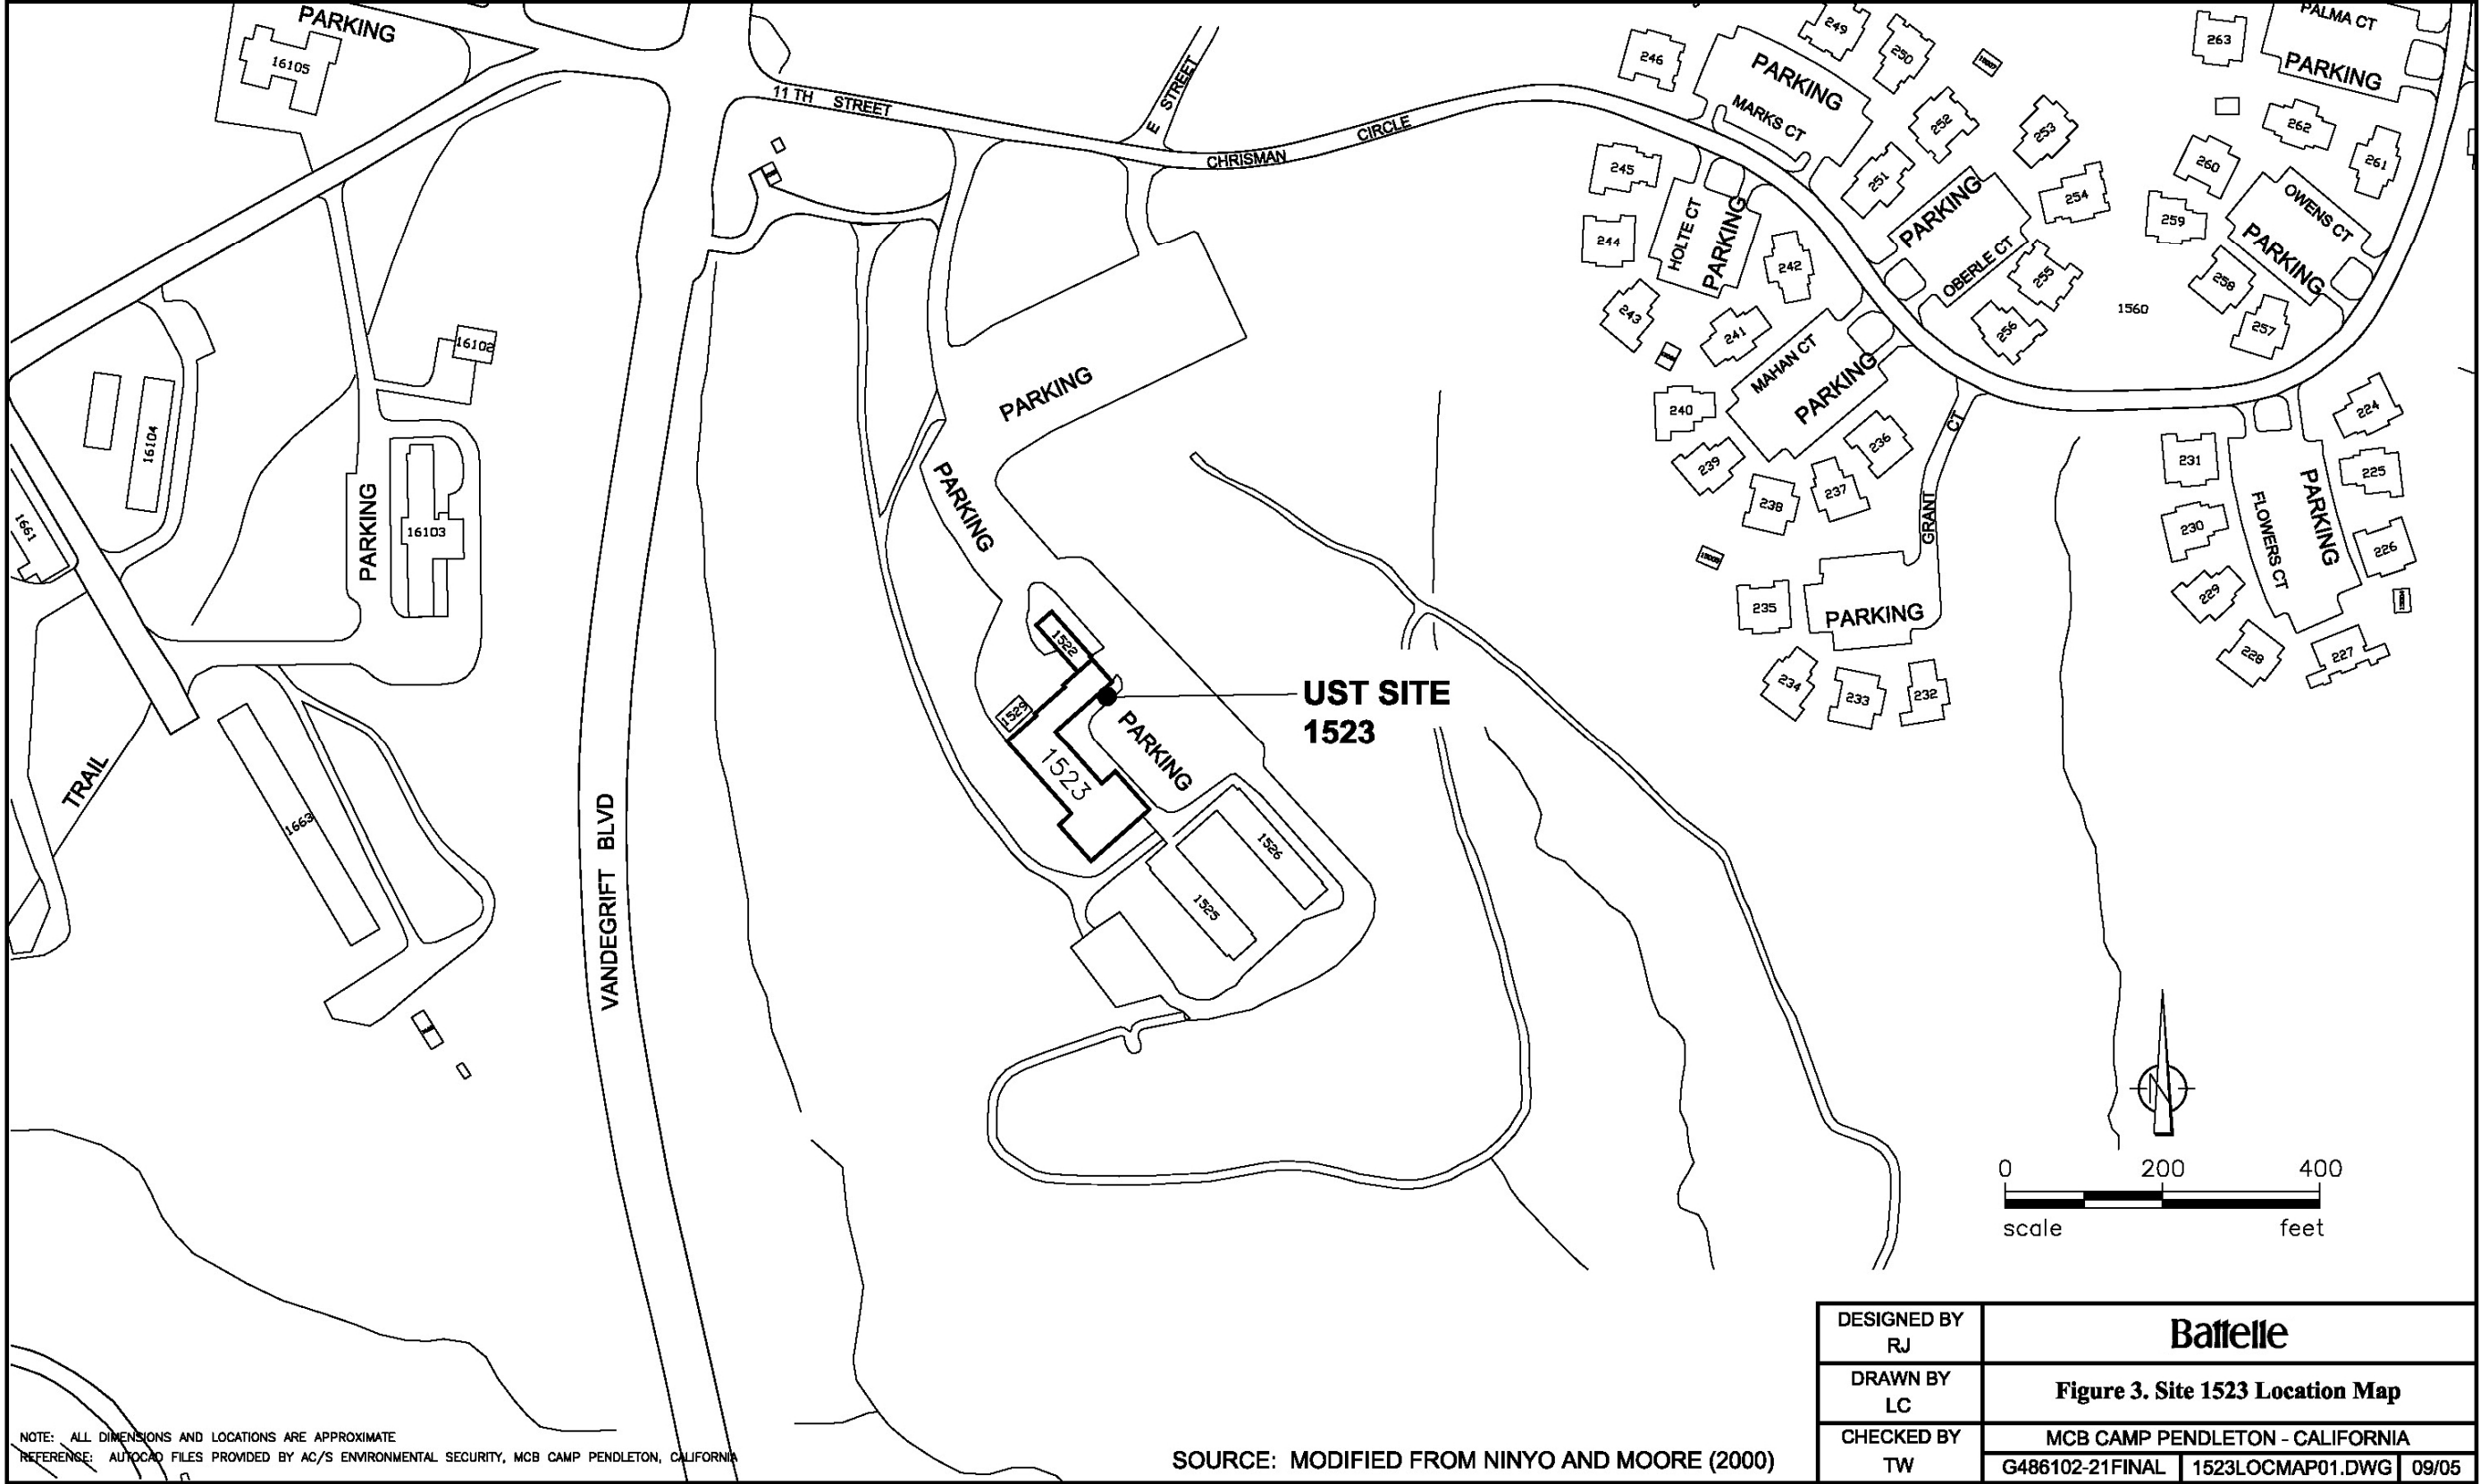 PARKING
16105
11 TH STREET
E STREET
CHRISMAN
CIRCLE
246
249
250
PARKING
MARKS CT
252
253
251
254
263
PALMA CT
PARKING
262
261
260
259
OWENS CT
PARKING
258
257
245
244
243
HOLTE CT
PARKING
242
241
PARKING
OBERLE CT
255
256
1560
MAHAN CT
PARKING
240
239
238
237
236
GRANT CT
235
PARKING
234
233
232
231
230
229
228
227
226
225
224
FLOWERS CT
PARKING
16102
16104
1661
PARKING
16103
TRAIL
1663
VANDEGRIFT BLVD
PARKING
PARKING
1522
1529
1523
PARKING
1526
1525
UST SITE
1523
N
0 200 400
scale feet
NOTE: ALL DIMENSIONS AND LOCATIONS ARE APPROXIMATE
REFERENCE: AUTOCAD FILES PROVIDED BY AC/S ENVIRONMENTAL SECURITY, MCB CAMP PENDLETON, CALIFORNIA
SOURCE: MODIFIED FROM NINYO AND MOORE (2000)
DESIGNED BY
RJ
DRAWN BY
LC
CHECKED BY
TW
Battelle
Figure 3. Site 1523 Location Map
MCB CAMP PENDLETON - CALIFORNIA
G486102-21FINAL 1523LOCMAP01.DWG 09/05